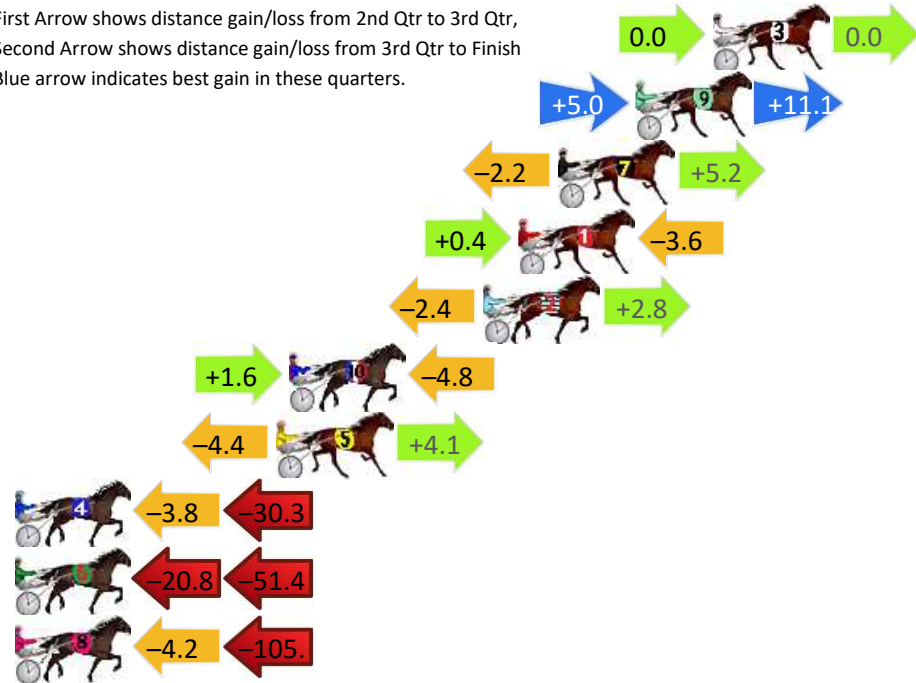 First Arrow shows distance gain/loss from 2nd Qtr to 3rd Qtr,
Second Arrow shows distance gain/loss from 3rd Qtr to Finish
Blue arrow indicates best gain in these quarters.
0.0 3 0.0
+5.0 9 +11.1
−2.2 7 +5.2
+0.4 1 −3.6
−2.4 2 +2.8
+1.6 10 −4.8
−4.4 5 +4.1
4 −3.8 −30.3
6 −20.8 −51.4
8 −4.2 −105.